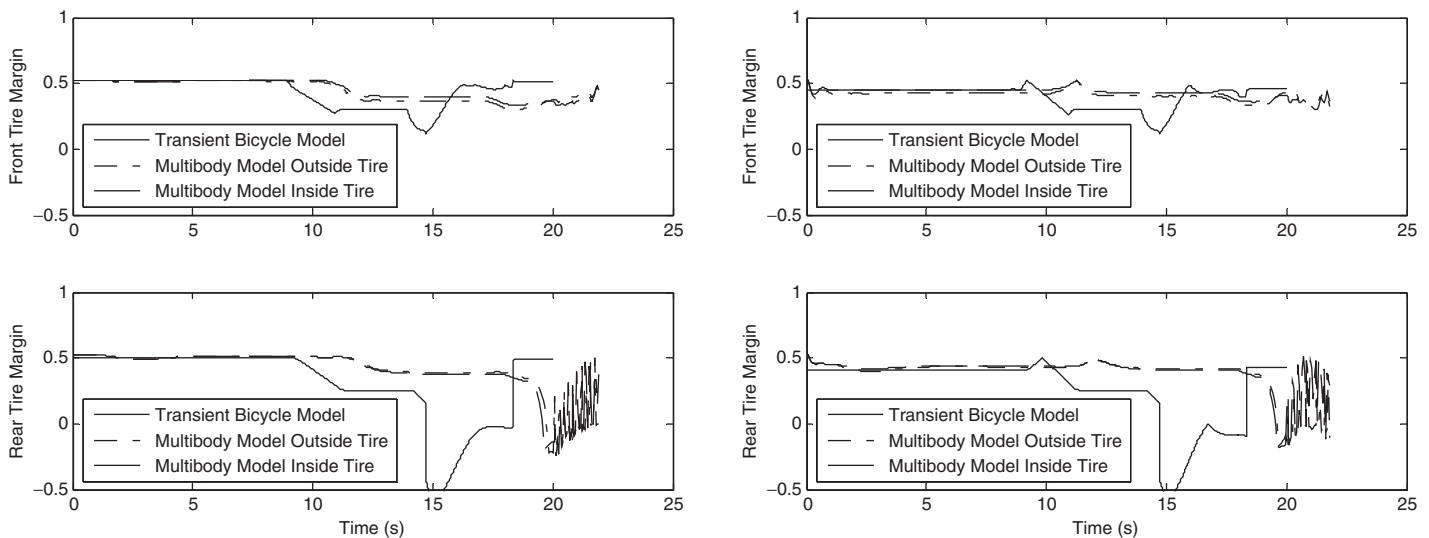 1
0.5
0
−0.5
Front Tire Margin
Transient Bicycle Model
Multibody Model Outside Tire
Multibody Model Inside Tire
0 5 10 15 20 25
1
0.5
0
−0.5
Front Tire Margin
Transient Bicycle Model
Multibody Model Outside Tire
Multibody Model Inside Tire
0 5 10 15 20 25
1
0.5
0
−0.5
Rear Tire Margin
Transient Bicycle Model
Multibody Model Outside Tire
Multibody Model Inside Tire
0 5 10 15 20 25
Time (s)
1
0.5
0
−0.5
Rear Tire Margin
Transient Bicycle Model
Multibody Model Outside Tire
Multibody Model Inside Tire
0 5 10 15 20 25
Time (s)